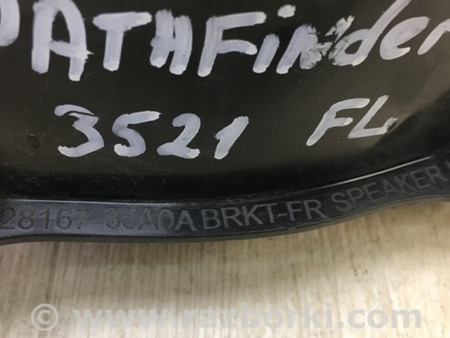 PATHFinder
3521 FL
28167 3JA0A BRKT-FR SPEAKER
www.razborki.com